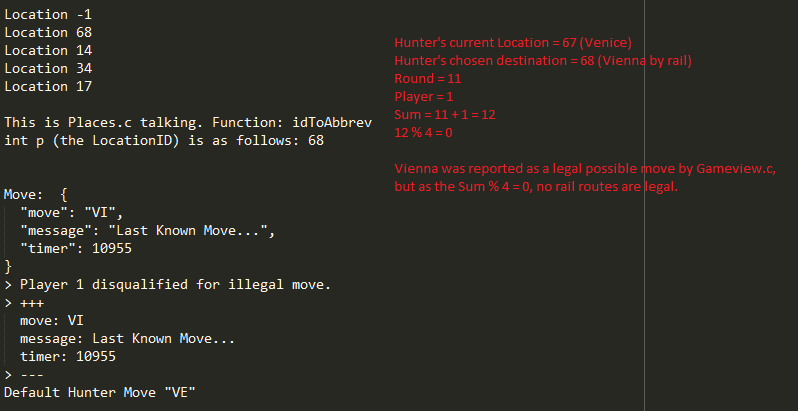 Location -1
Location 68
Location 14
Location 34
Location 17
This is Places.c talking. Function: idToAbbrev
int p (the LocationID) is as follows: 68
Move:  {
  "move": "VI",
  "message": "Last Known Move...",
  "timer": 10955
}
> Player 1 disqualified for illegal move.
> +++
  move: VI
  message: Last Known Move...
  timer: 10955
> ---
Default Hunter Move "VE"
Hunter's current Location = 67 (Venice)
Hunter's chosen destination = 68 (Vienna by rail)
Round = 11
Player = 1
Sum = 11 + 1 = 12
12 % 4 = 0
Vienna was reported as a legal possible move by Gameview.c,
but as the Sum % 4 = 0, no rail routes are legal.